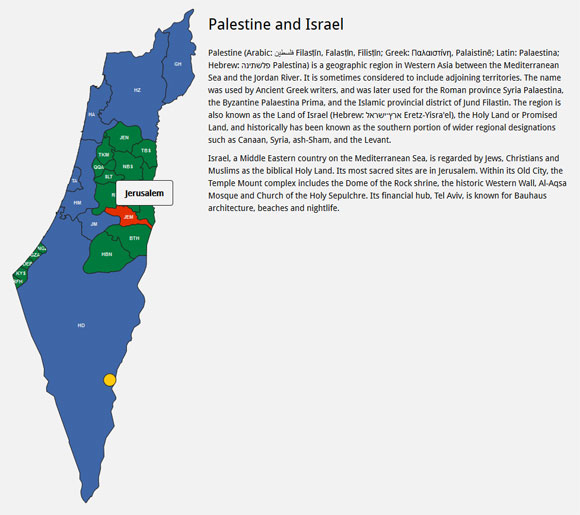 Palestine and Israel
Palestine (Arabic: فلسطين Filasṭīn, Falasṭīn, Filisṭīn; Greek: Παλαιστίνη, Palaistinē; Latin: Palaestina;
Hebrew: פלשתינה Palestina) is a geographic region in Western Asia between the Mediterranean
Sea and the Jordan River. It is sometimes considered to include adjoining territories. The name
was used by Ancient Greek writers, and was later used for the Roman province Syria Palaestina,
the Byzantine Palaestina Prima, and the Islamic provincial district of Jund Filastin. The region is
also known as the Land of Israel (Hebrew: ארץ־ישראל Eretz-Yisra'el), the Holy Land or Promised
Land, and historically has been known as the southern portion of wider regional designations
such as Canaan, Syria, ash-Sham, and the Levant.
Israel, a Middle Eastern country on the Mediterranean Sea, is regarded by Jews, Christians and
Muslims as the biblical Holy Land. Its most sacred sites are in Jerusalem. Within its Old City, the
Temple Mount complex includes the Dome of the Rock shrine, the historic Western Wall, Al-Aqsa
Mosque and Church of the Holy Sepulchre. Its financial hub, Tel Aviv, is known for Bauhaus
architecture, beaches and nightlife.
GH
HZ
HA
JEN
TKM
TBS
QQA
NBS
TA
SLT
Jerusalem
HM
JEM
JM
BTH
HBN
GZA
DEB
KYS
HD